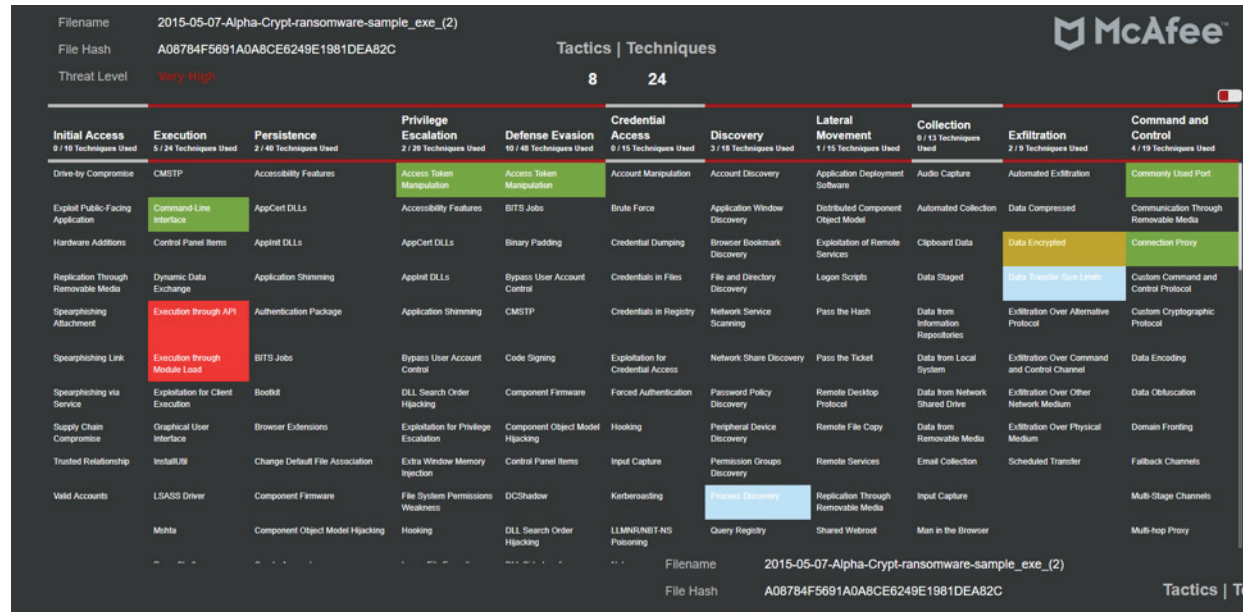 Filename 2015-05-07-Alpha-Crypt-ransomware-sample_exe_(2)
McAfee™
File Hash A08784F5691A0A8CE6249E1981DEA82C
Tactics | Techniques
Threat Level Very High
8 24
Initial Access
0 / 10 Techniques Used
Drive-by Compromise
Exploit Public-Facing
Application
Hardware Additions
Replication Through
Removable Media
Spearphishing
Attachment
Spearphishing Link
Spearphishing via
Service
Supply Chain
Compromise
Trusted Relationship
Valid Accounts
Execution
5 / 24 Techniques Used
CMSTP
Command-Line
Interface
Control Panel Items
Dynamic Data
Exchange
Execution through API
Execution through
Module Load
Exploitation for Client
Execution
Graphical User
Interface
InstallUtil
LSASS Driver
Mshta
Persistence
2 / 40 Techniques Used
Accessibility Features
AppCert DLLs
AppInit DLLs
Application Shimming
Authentication Package
BITS Jobs
Bootkit
Browser Extensions
Change Default File Association
Component Firmware
Component Object Model Hijacking
Privilege
Escalation
2 / 20 Techniques Used
Access Token
Manipulation
Accessibility Features
AppCert DLLs
AppInit DLLs
Application Shimming
Bypass User Account
Control
DLL Search Order
Hijacking
Exploitation for Privilege
Escalation
Extra Window Memory
Injection
File System Permissions
Weakness
Hooking
Defense Evasion
10 / 48 Techniques Used
Access Token
Manipulation
BITS Jobs
Binary Padding
Bypass User Account
Control
CMSTP
Code Signing
Component Firmware
Component Object Model
Hijacking
Control Panel Items
DCShadow
DLL Search Order
Hijacking
Credential
Access
0 / 15 Techniques Used
Account Manipulation
Brute Force
Credential Dumping
Credentials in Files
Credentials in Registry
Exploitation for
Credential Access
Forced Authentication
Hooking
Input Capture
Kerberoasting
LLMNR/NBT-NS
Poisoning
Discovery
3 / 18 Techniques Used
Account Discovery
Application Window
Discovery
Browser Bookmark
Discovery
File and Directory
Discovery
Network Service
Scanning
Network Share Discovery
Password Policy
Discovery
Peripheral Device
Discovery
Permission Groups
Discovery
Process Discovery
Query Registry
Lateral
Movement
1 / 15 Techniques Used
Application Deployment
Software
Distributed Component
Object Model
Exploitation of Remote
Services
Logon Scripts
Pass the Hash
Pass the Ticket
Remote Desktop
Protocol
Remote File Copy
Remote Services
Replication Through
Removable Media
Shared Webroot
Collection
0 / 13 Techniques
Used
Audio Capture
Automated Collection
Clipboard Data
Data Staged
Data from
Information
Repositories
Data from Local
System
Data from Network
Shared Drive
Data from
Removable Media
Email Collection
Input Capture
Man in the Browser
Exfiltration
2 / 9 Techniques Used
Automated Exfiltration
Data Compressed
Data Encrypted
Data Transfer Size Limits
Exfiltration Over Alternative
Protocol
Exfiltration Over Command
and Control Channel
Exfiltration Over Other
Network Medium
Exfiltration Over Physical
Medium
Scheduled Transfer
Command and
Control
4 / 19 Techniques Used
Commonly Used Port
Communication Through
Removable Media
Connection Proxy
Custom Command and
Control Protocol
Custom Cryptographic
Protocol
Data Encoding
Data Obfuscation
Domain Fronting
Fallback Channels
Multi-Stage Channels
Multi-hop Proxy
Filename 2015-05-07-Alpha-Crypt-ransomware-sample_exe_(2)
File Hash A08784F5691A0A8CE6249E1981DEA82C
Tactics |